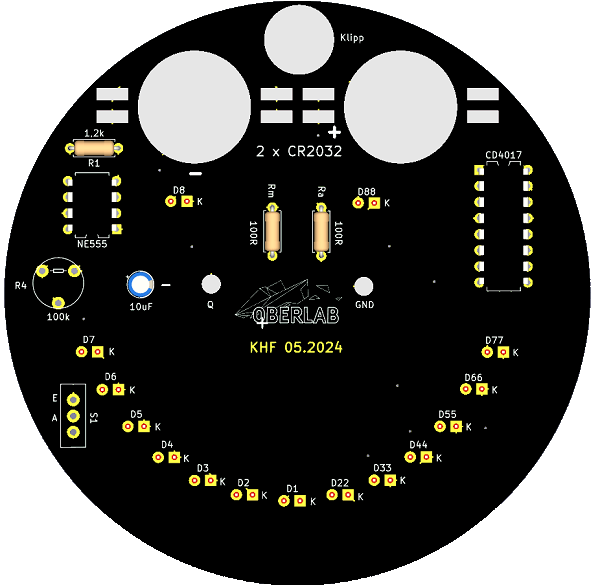 Klipp
+
2 x CR2032
-
1.2k
R1
CD4017
NE555
D8
K
Rm
100R
Ra
100R
D88
K
R4
100k
10uF
-
Q
GND
QBERLAB
+
KHF 05.2024
D7
K
D77
K
D6
K
D66
K
E
A
S1
D5
K
D55
K
D4
K
D44
K
D3
K
D33
K
D2
K
D22
K
D1
K